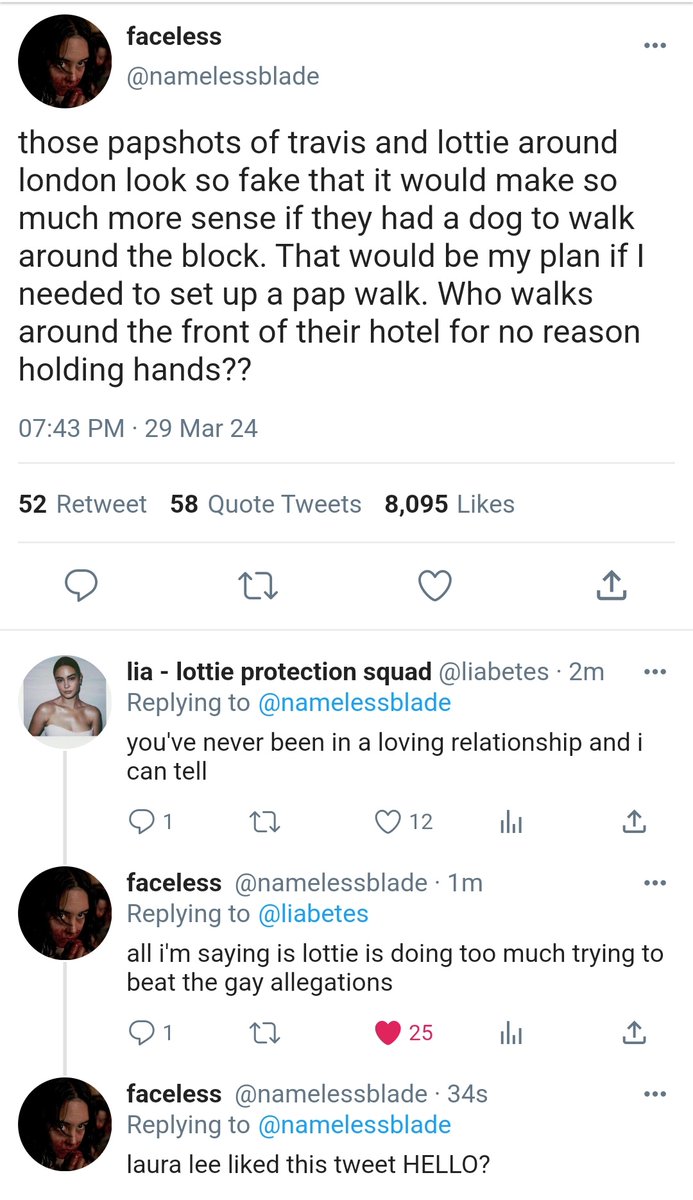 faceless
@namelessblade
those papshots of travis and lottie around
london look so fake that it would make so
much more sense if they had a dog to walk
around the block. That would be my plan if I
needed to set up a pap walk. Who walks
around the front of their hotel for no reason
holding hands??
07:43 PM · 29 Mar 24
52 Retweet 58 Quote Tweets 8,095 Likes
lia - lottie protection squad @liabetes · 2m
Replying to @namelessblade
you've never been in a loving relationship and i
can tell
1 12
faceless @namelessblade · 1m
Replying to @liabetes
all i'm saying is lottie is doing too much trying to
beat the gay allegations
1 25
faceless @namelessblade · 34s
Replying to @namelessblade
laura lee liked this tweet HELLO?